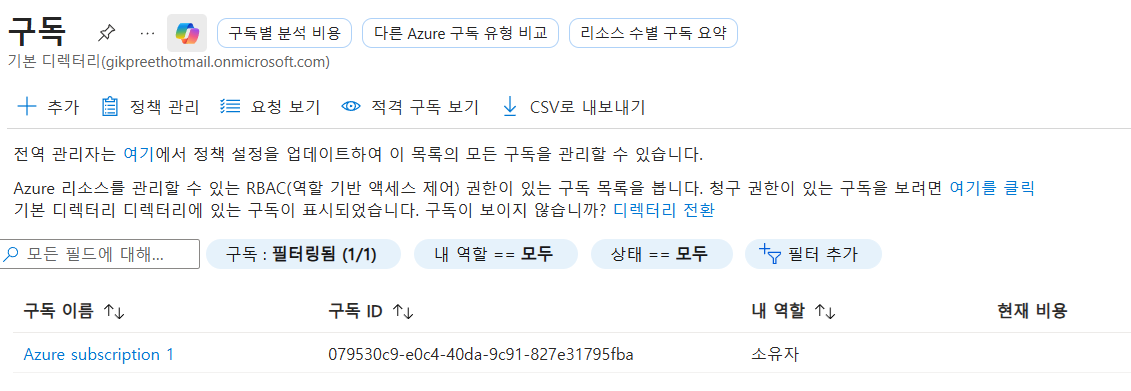 구독
구독별 분석 비용 다른 Azure 구독 유형 비교 리소스 수별 구독 요약
기본 디렉터리(gikpreethotmail.onmicrosoft.com)
추가 정책 관리 요청 보기 적격 구독 보기 CSV로 내보내기
전역 관리자는 여기에서 정책 설정을 업데이트하여 이 목록의 모든 구독을 관리할 수 있습니다.
Azure 리소스를 관리할 수 있는 RBAC(역할 기반 액세스 제어) 권한이 있는 구독 목록을 봅니다. 청구 권한이 있는 구독을 보려면 여기를 클릭
기본 디렉터리 디렉터리에 있는 구독이 표시되었습니다. 구독이 보이지 않습니까? 디렉터리 전환
모든 필드에 대해... 구독 : 필터링됨 (1/1) 내 역할 == 모두 상태 == 모두 필터 추가
구독 이름 구독 ID 내 역할 현재 비용
Azure subscription 1 079530c9-e0c4-40da-9c91-827e31795fba 소유자